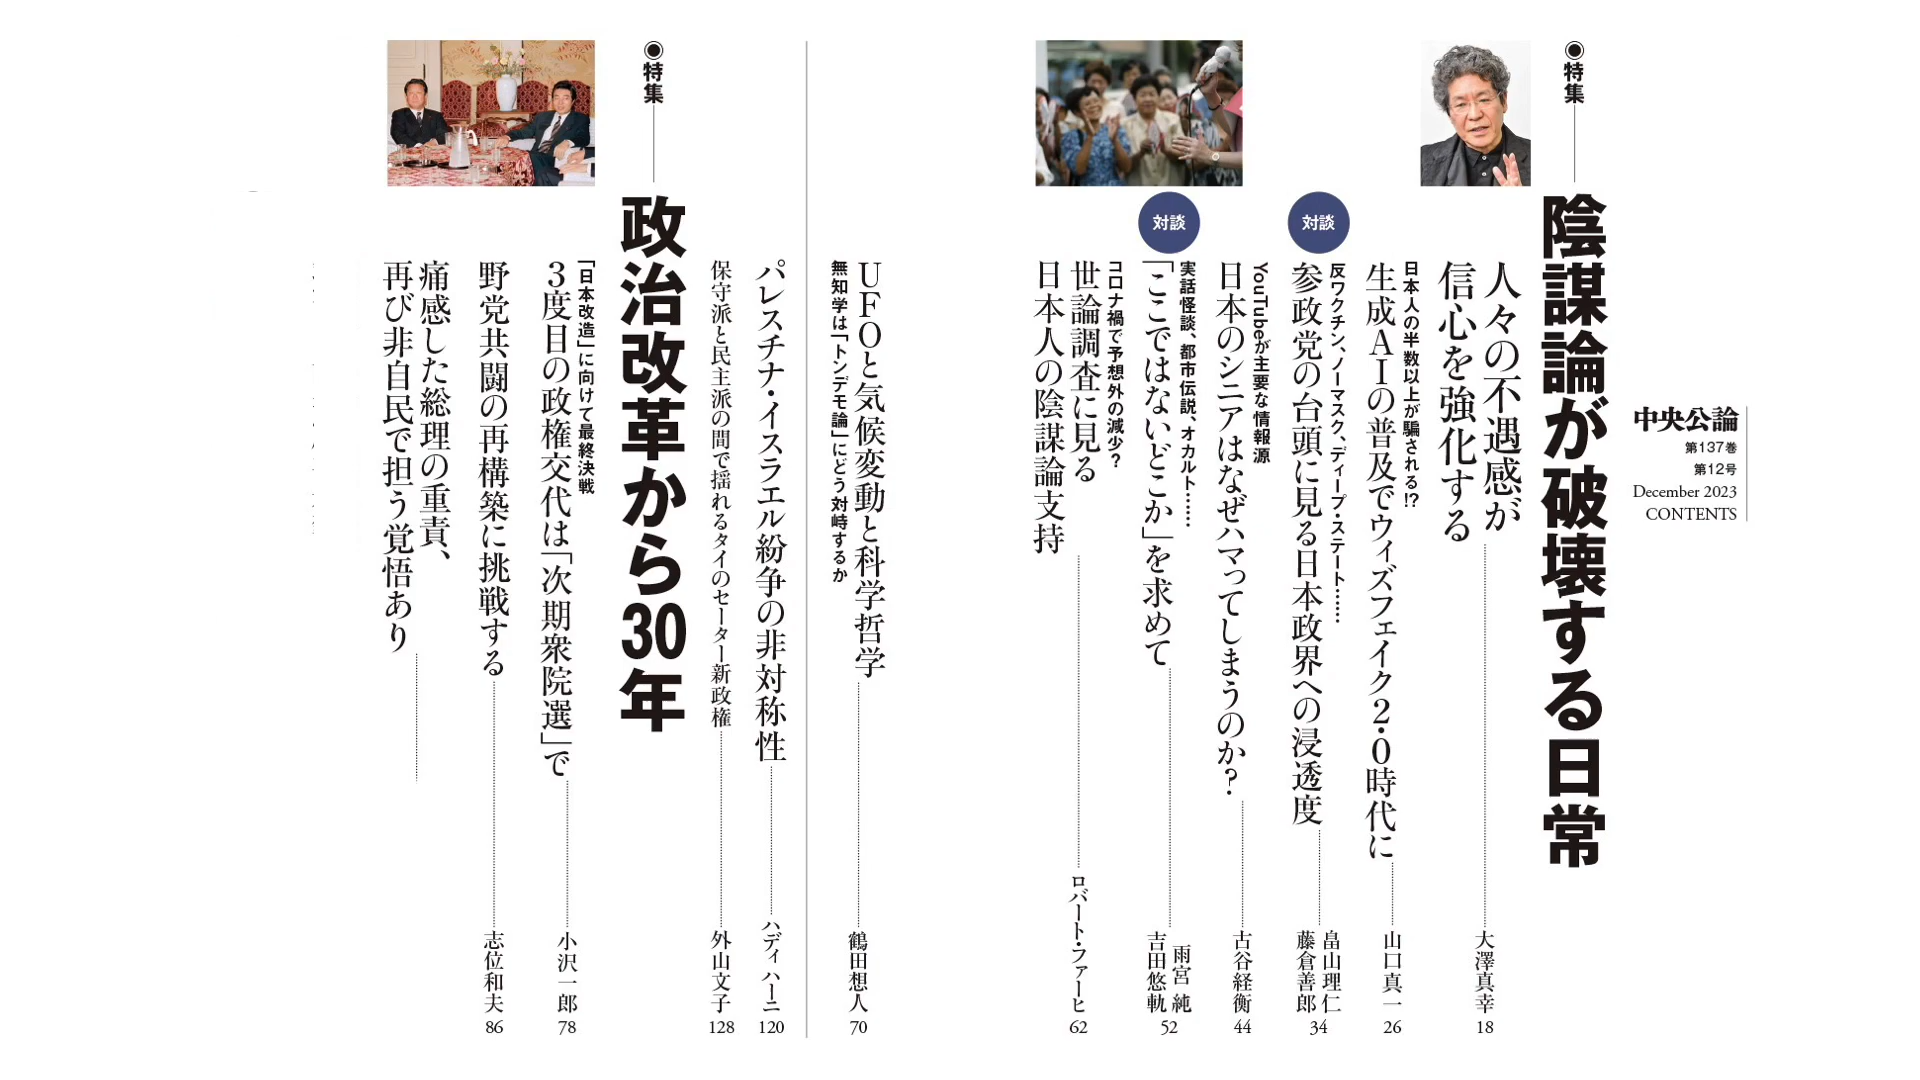 中央公論
第137巻
第12号
December 2023
CONTENTS
◉特集
陰謀論が破壊する日常
人々の不遇感が
信心を強化する
大澤真幸
18
日本人の半数以上が騙される!?
生成AIの普及でウィズフェイク2.0時代に
山口真一
26
対談
反ワクチン、ノーマスク、ディープ・ステート……
参政党の台頭に見る日本政界への浸透度
畠山理仁
藤倉善郎
34
YouTubeが主要な情報源
日本のシニアはなぜハマってしまうのか?
古谷経衡
44
対談
実話怪談、都市伝説、オカルト……
「ここではないどこか」を求めて
雨宮 純
吉田悠軌
52
コロナ禍で予想外の減少?
世論調査に見る
日本人の陰謀論支持
ロバート・ファーヒ
62
UFOと気候変動と科学哲学
無知学は「トンデモ論」にどう対峙するか
鶴田想人
70
パレスチナ・イスラエル紛争の非対称性
ハディ ハーニ
120
保守派と民主派の間で揺れるタイのセーター新政権
外山文子
128
◉特集
政治改革から30年
「日本改造」に向けて最終決戦
3度目の政権交代は「次期衆院選」で
小沢一郎
78
野党共闘の再構築に挑戦する
志位和夫
86
痛感した総理の重責、
再び非自民で担う覚悟あり